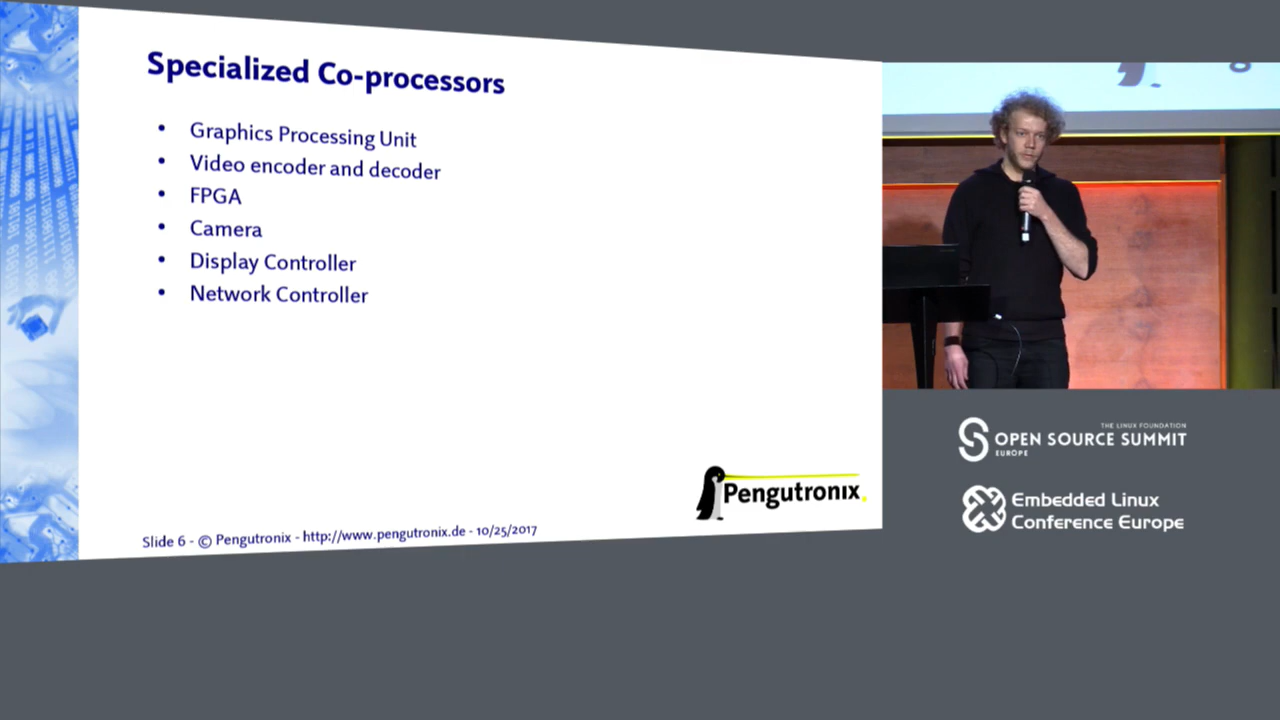 Specialized Co-processors
• Graphics Processing Unit
• Video encoder and decoder
• FPGA
• Camera
• Display Controller
• Network Controller
Pengutronix
Slide 6 - © Pengutronix - http://www.pengutronix.de - 10/25/2017
THE LINUX FOUNDATION
OPEN SOURCE SUMMIT
EUROPE
Embedded Linux
Conference Europe